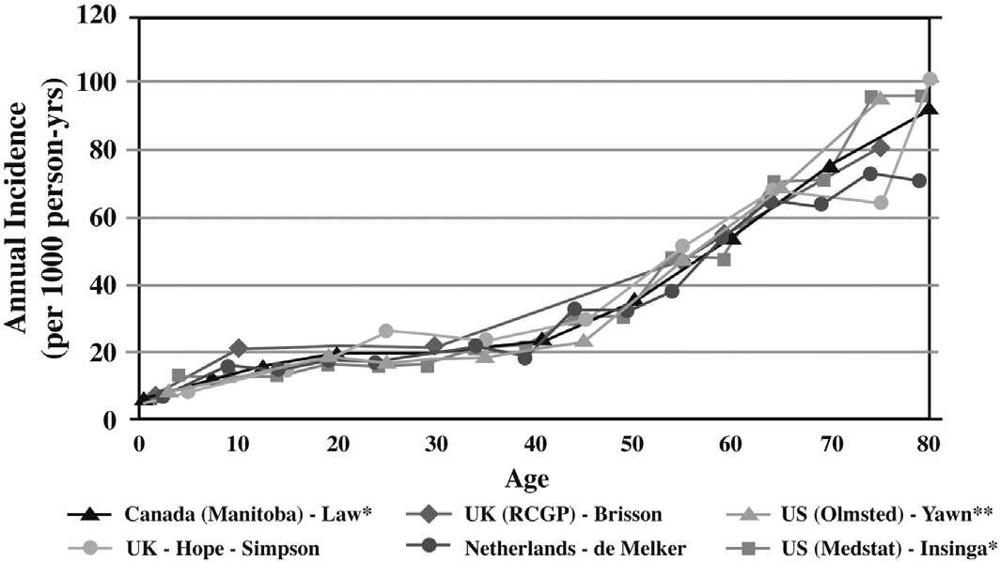 120
100
80
60
40
20
0
Annual Incidence
(per 1000 person-yrs)
0 10 20 30 40 50 60 70 80
Age
Canada (Manitoba) - Law* UK (RCGP) - Brisson US (Olmsted) - Yawn**
UK - Hope - Simpson Netherlands - de Melker US (Medstat) - Insinga*